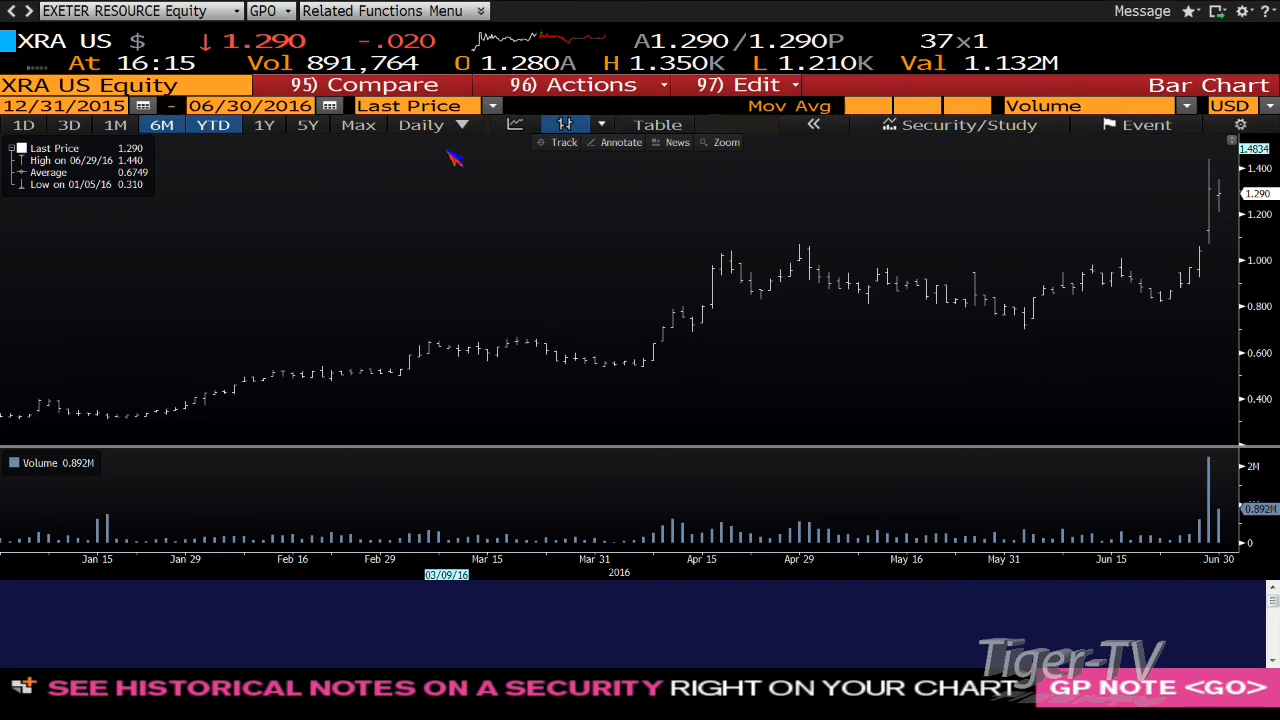 EXETER RESOURCE Equity GPO Related Functions Menu Message ?
XRA US $ ↓ 1.290 -.020 A1.290/1.290P 37x1
At 16:15 Vol 891,764 O 1.280A H 1.350K L 1.210K Val 1.132M
XRA US Equity 95) Compare 96) Actions 97) Edit Bar Chart
12/31/2015 - 06/30/2016 Last Price Mov Avg Volume USD
1D 3D 1M 6M YTD 1Y 5Y Max Daily Table Security/Study Event
Track Annotate News Zoom
Last Price 1.290
High on 06/29/16 1.440
Average 0.6749
Low on 01/05/16 0.310
1.4834
1.400
1.290
1.200
1.000
0.800
0.600
0.400
Volume 0.892M
2M
0.892M
0
Jan 15 Jan 29 Feb 16 Feb 29 Mar 15 Mar 31 Apr 15 Apr 29 May 16 May 31 Jun 15 Jun 30
03/09/16 2016
Tiger-TV
SEE HISTORICAL NOTES ON A SECURITY RIGHT ON YOUR CHART GP NOTE <GO>